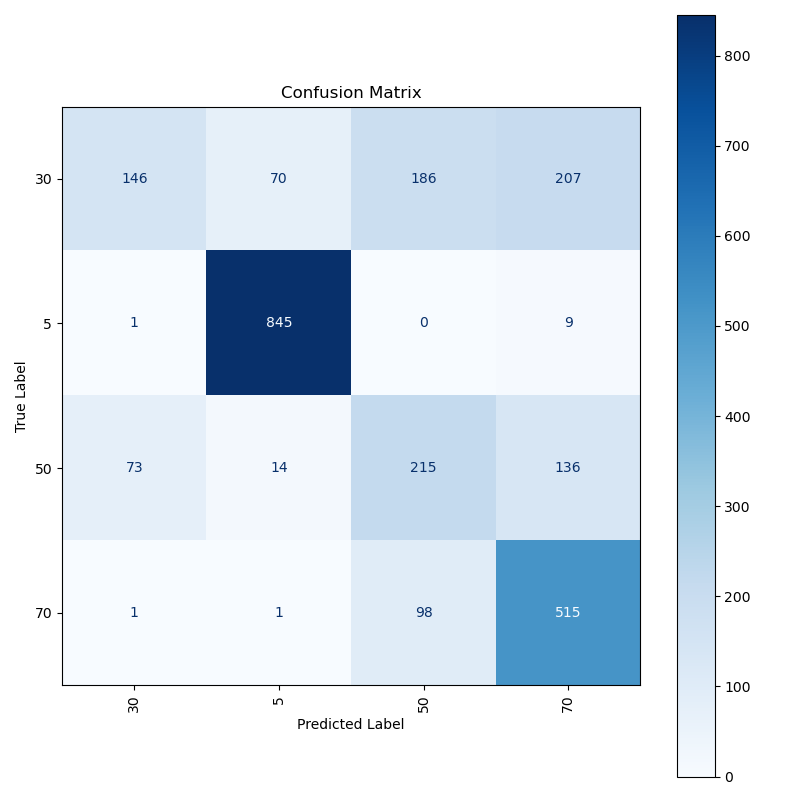 Confusion Matrix
30 146 70 186 207
5 1 845 0 9
50 73 14 215 136
70 1 1 98 515
30 5 50 70
Predicted Label
True Label
800
700
600
500
400
300
200
100
0